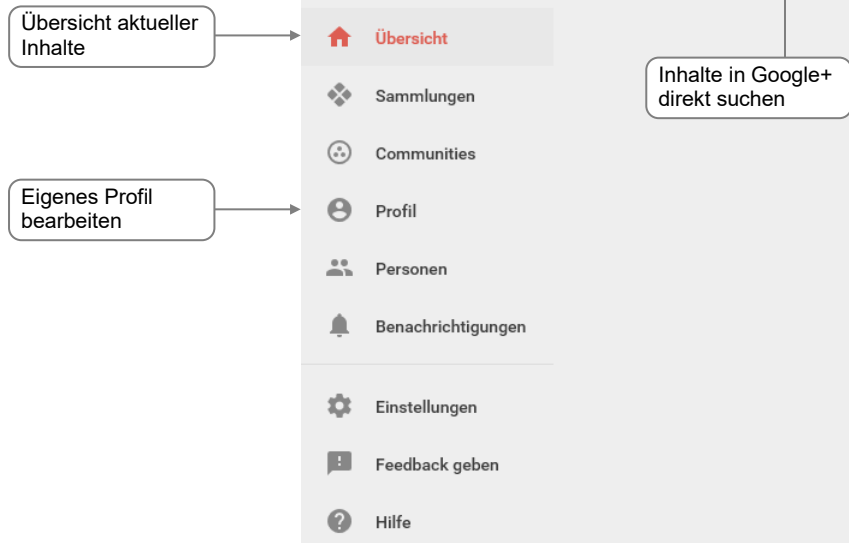 Übersicht aktueller
Inhalte
Übersicht
Inhalte in Google+
direkt suchen
Sammlungen
Communities
Eigenes Profil
bearbeiten
Profil
Personen
Benachrichtigungen
Einstellungen
Feedback geben
Hilfe